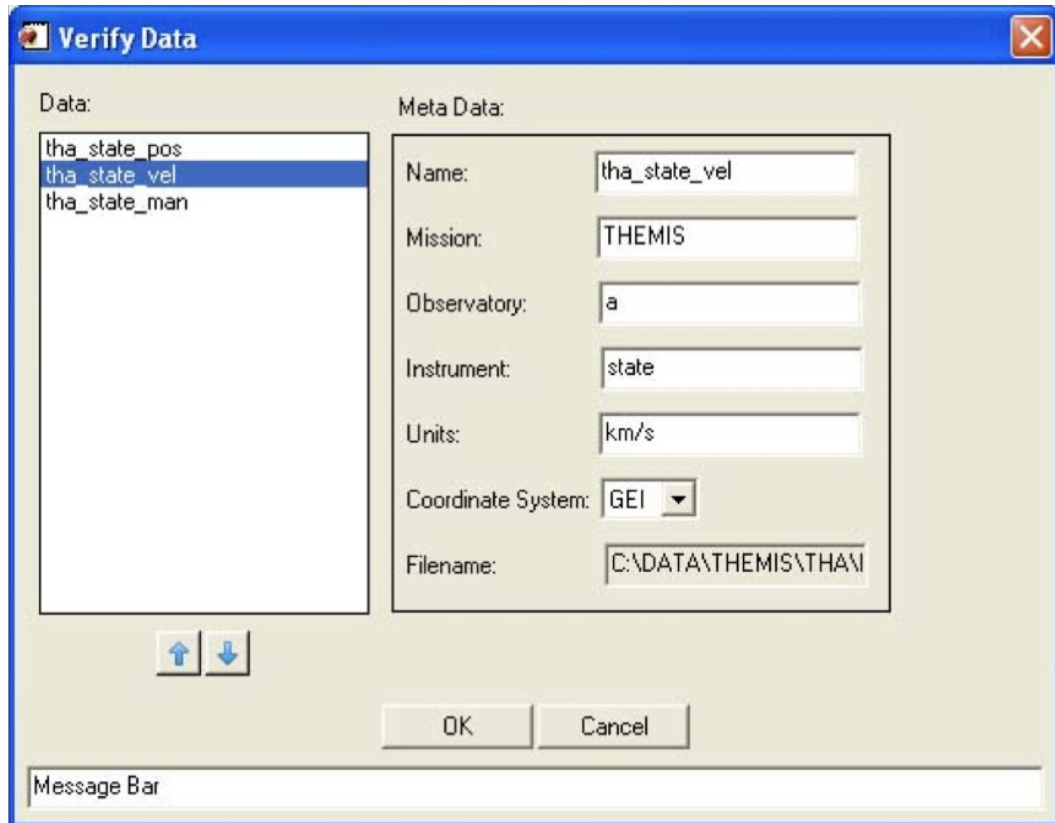 Verify Data
Data:
tha_state_pos
tha_state_vel
tha_state_man
Meta Data:
Name: tha_state_vel
Mission: THEMIS
Observatory: a
Instrument: state
Units: km/s
Coordinate System: GEI
Filename: C:\DATA\THEMIS\THA\
OK Cancel
Message Bar